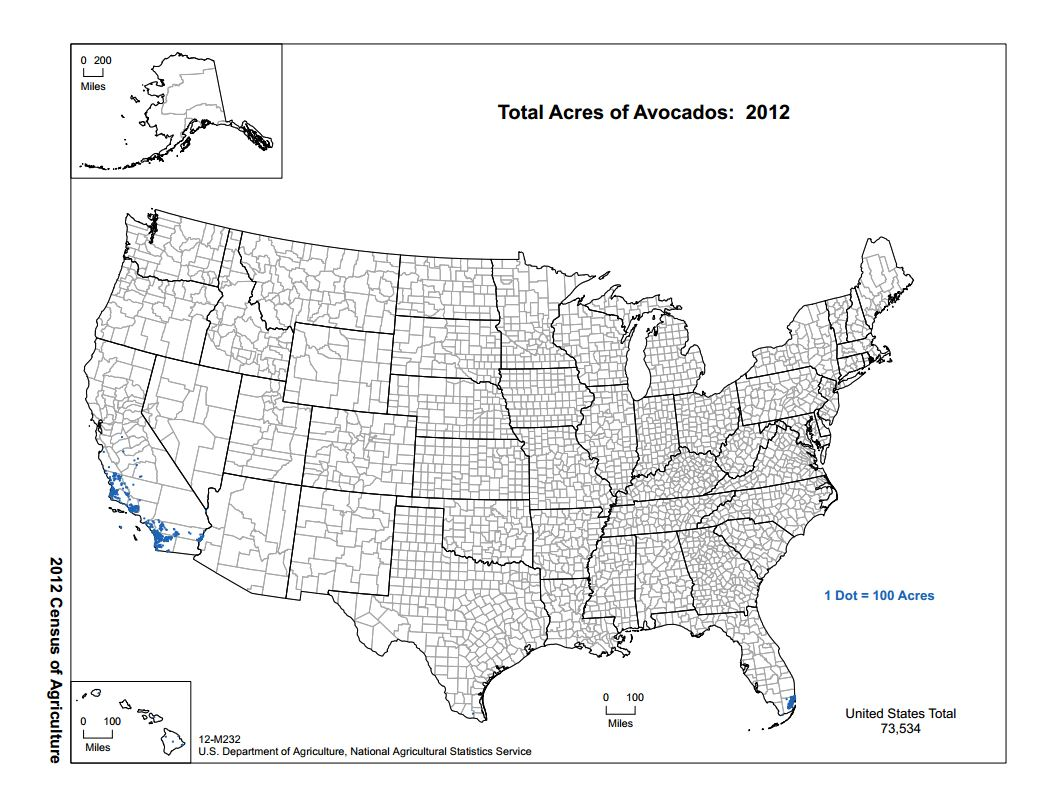 0 200
Miles
Total Acres of Avocados: 2012
1 Dot = 100 Acres
2012 Census of Agriculture
0 100
Miles
0 100
Miles
United States Total
73,534
12-M232
U.S. Department of Agriculture, National Agricultural Statistics Service